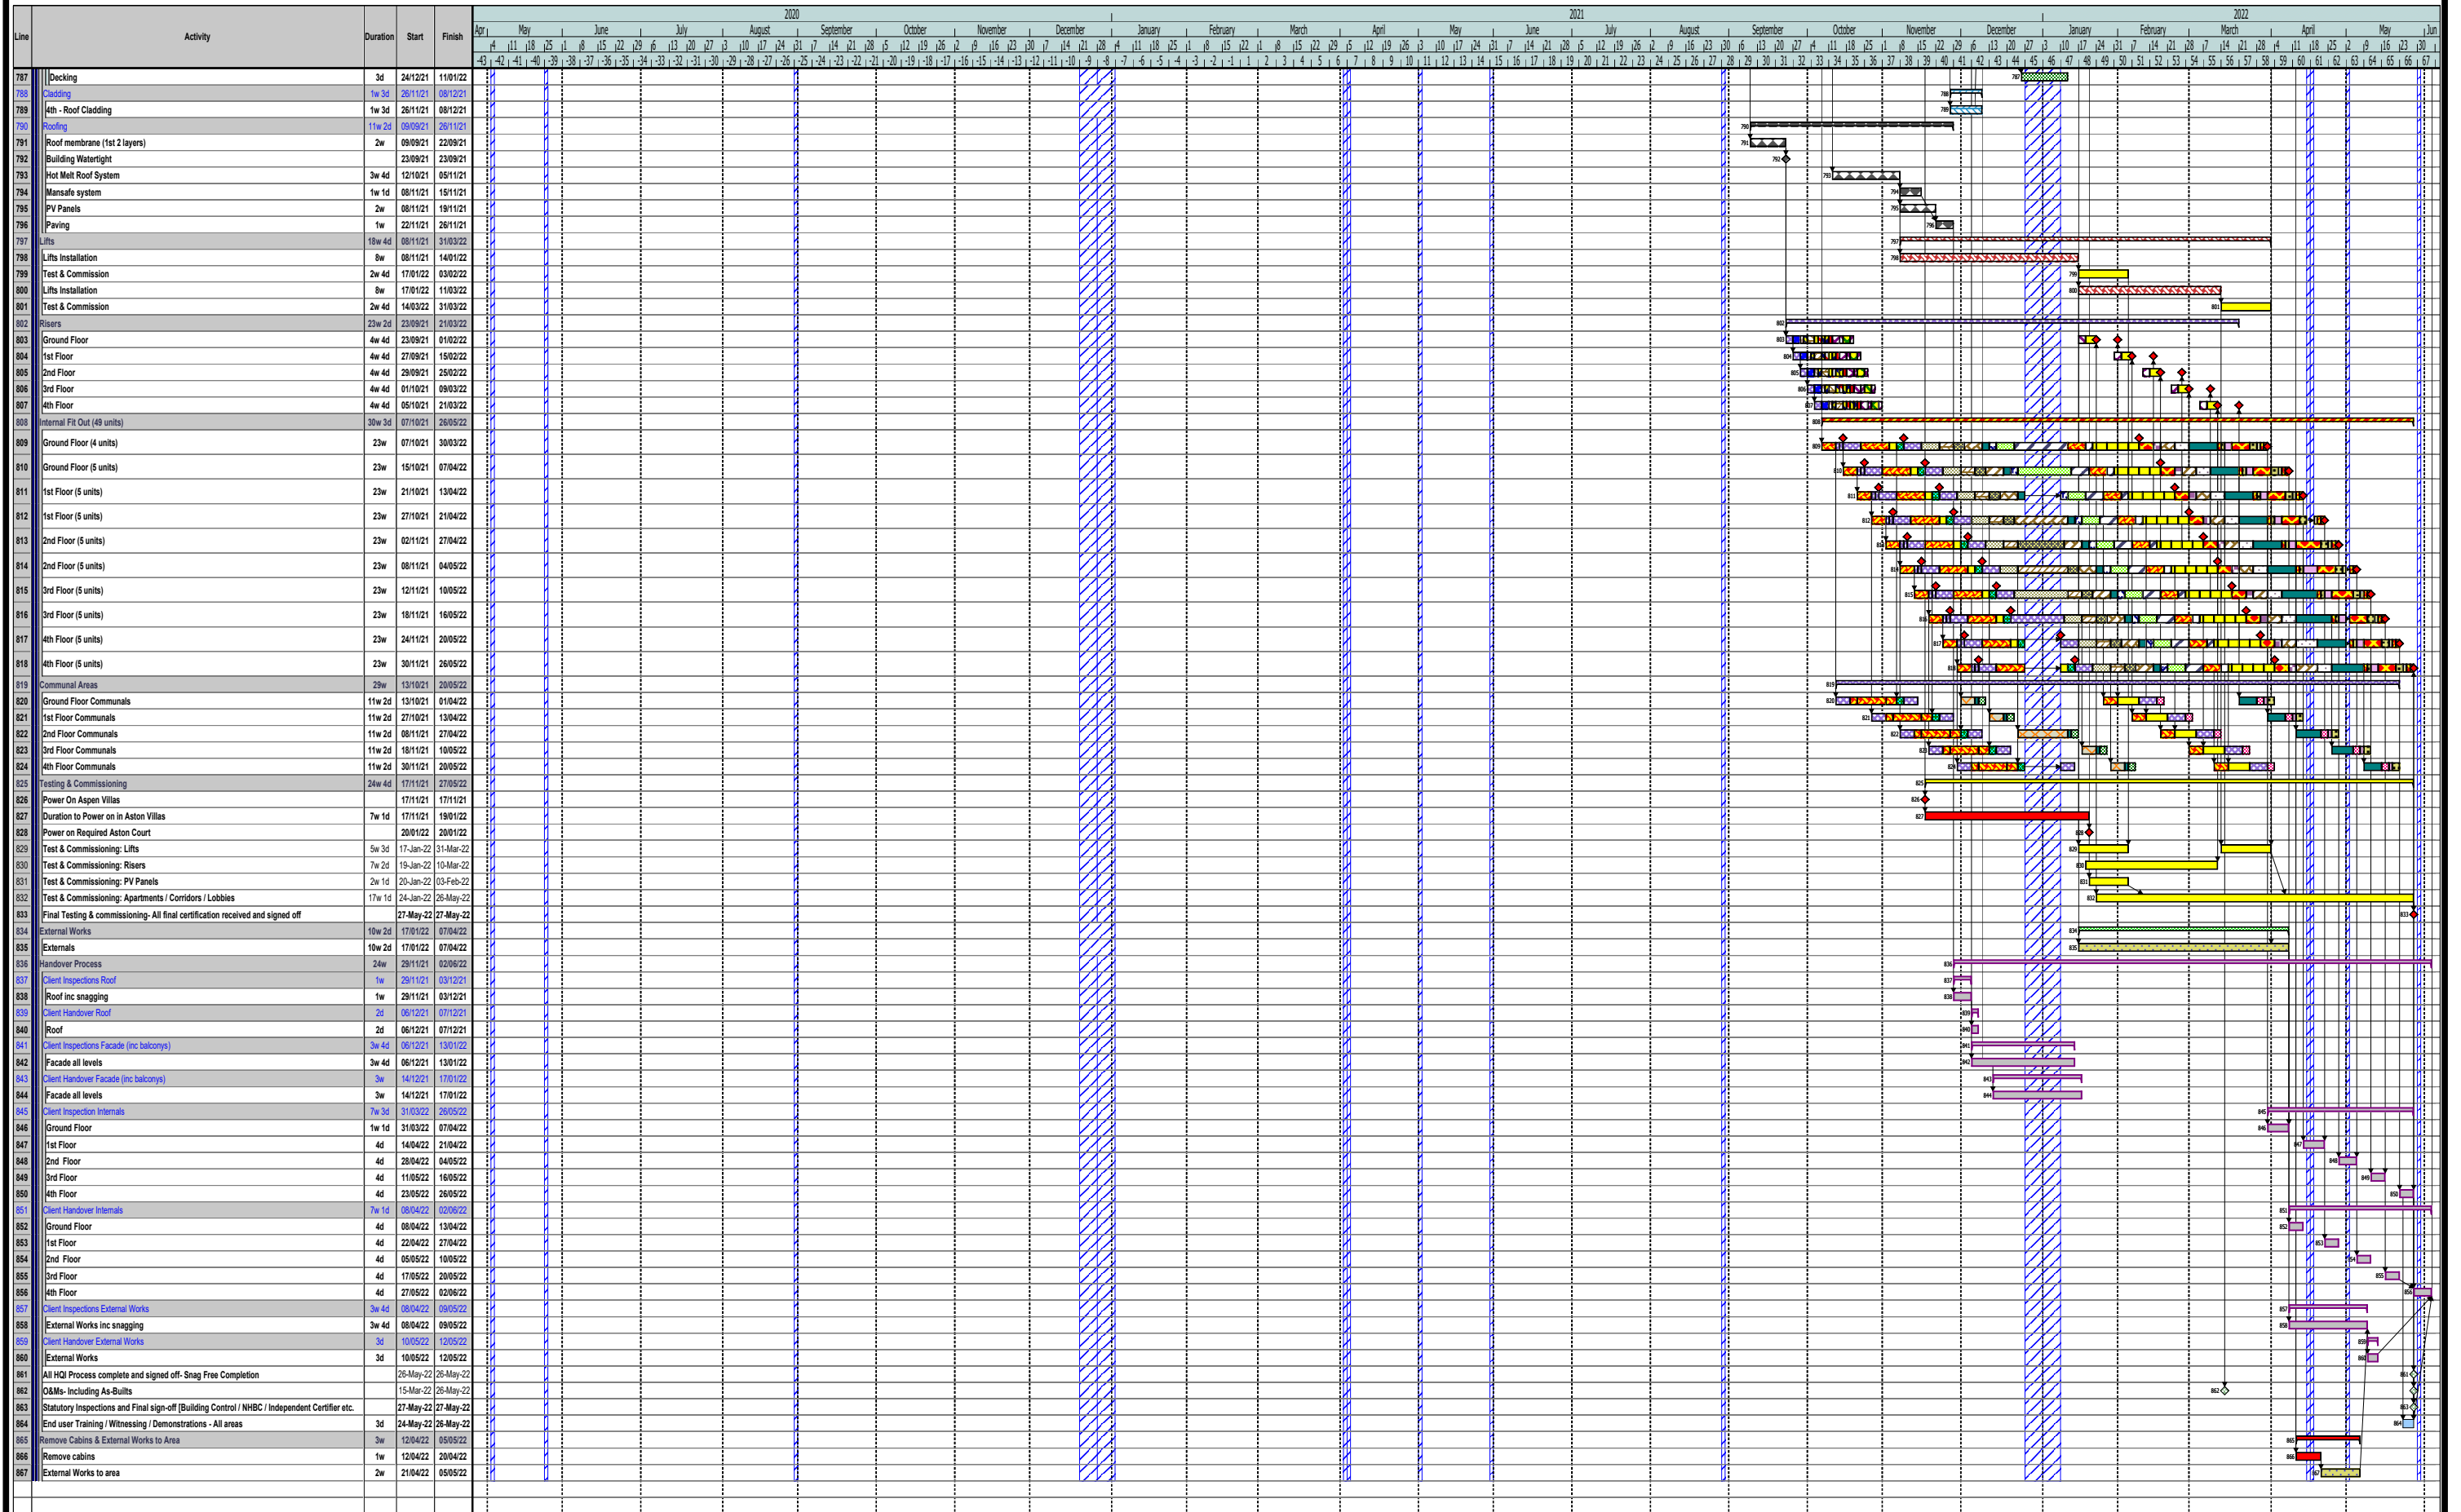 2020 2021 2022
Line Activity Duration Start Finish
Apr May June July August September October November December January February March April May June July August September October November December January February March April May Jun
787 Decking 3d 24/12/21 11/01/22
788 Cladding 1w 3d 26/11/21 08/12/21
789 4th - Roof Cladding 1w 3d 26/11/21 08/12/21
790 Roofing 11w 2d 09/09/21 26/11/21
791 Roof membrane (1st 2 layers) 2w 09/09/21 22/09/21
792 Building Watertight 23/09/21 23/09/21
793 Hot Melt Roof System 3w 4d 12/10/21 05/11/21
794 Mansafe system 1w 1d 08/11/21 15/11/21
795 PV Panels 2w 08/11/21 19/11/21
796 Paving 1w 22/11/21 26/11/21
797 Lifts 18w 4d 08/11/21 31/03/22
798 Lifts Installation 8w 08/11/21 14/01/22
799 Test & Commission 2w 4d 17/01/22 03/02/22
800 Lifts Installation 8w 17/01/22 11/03/22
801 Test & Commission 2w 4d 14/03/22 31/03/22
802 Risers 23w 2d 23/09/21 21/03/22
803 Ground Floor 4w 4d 23/09/21 01/02/22
804 1st Floor 4w 4d 27/09/21 15/02/22
805 2nd Floor 4w 4d 29/09/21 25/02/22
806 3rd Floor 4w 4d 01/10/21 09/03/22
807 4th Floor 4w 4d 05/10/21 21/03/22
808 Internal Fit Out (49 units) 30w 3d 07/10/21 26/05/22
809 Ground Floor (4 units) 23w 07/10/21 30/03/22
810 Ground Floor (5 units) 23w 15/10/21 07/04/22
811 1st Floor (5 units) 23w 21/10/21 13/04/22
812 1st Floor (5 units) 23w 27/10/21 21/04/22
813 2nd Floor (5 units) 23w 02/11/21 27/04/22
814 2nd Floor (5 units) 23w 08/11/21 04/05/22
815 3rd Floor (5 units) 23w 12/11/21 10/05/22
816 3rd Floor (5 units) 23w 18/11/21 16/05/22
817 4th Floor (5 units) 23w 24/11/21 20/05/22
818 4th Floor (5 units) 23w 30/11/21 26/05/22
819 Communal Areas 29w 13/10/21 20/05/22
820 Ground Floor Communals 11w 2d 13/10/21 01/04/22
821 1st Floor Communals 11w 2d 27/10/21 13/04/22
822 2nd Floor Communals 11w 2d 08/11/21 27/04/22
823 3rd Floor Communals 11w 2d 18/11/21 10/05/22
824 4th Floor Communals 11w 2d 30/11/21 20/05/22
825 Testing & Commissioning 24w 4d 17/11/21 27/05/22
826 Power On Aspen Villas 17/11/21 17/11/21
827 Duration to Power on in Aston Villas 7w 1d 17/11/21 19/01/22
828 Power on Required Aston Court 20/01/22 20/01/22
829 Test & Commissioning: Lifts 5w 3d 17-Jan-22 31-Mar-22
830 Test & Commissioning: Risers 7w 2d 19-Jan-22 10-Mar-22
831 Test & Commissioning: PV Panels 2w 1d 20-Jan-22 03-Feb-22
832 Test & Commissioning: Apartments / Corridors / Lobbies 17w 1d 24-Jan-22 26-May-22
833 Final Testing & commissioning- All final certification received and signed off 27-May-22 27-May-22
834 External Works 10w 2d 17/01/22 07/04/22
835 Externals 10w 2d 17/01/22 07/04/22
836 Handover Process 24w 29/11/21 02/06/22
837 Client Inspections Roof 1w 29/11/21 03/12/21
838 Roof inc snagging 1w 29/11/21 03/12/21
839 Client Handover Roof 2d 06/12/21 07/12/21
840 Roof 2d 06/12/21 07/12/21
841 Client Inspections Facade (inc balconys) 3w 4d 06/12/21 13/01/22
842 Facade all levels 3w 4d 06/12/21 13/01/22
843 Client Handover Facade (inc balconys) 3w 14/12/21 17/01/22
844 Facade all levels 3w 14/12/21 17/01/22
845 Client Inspection Internals 7w 3d 31/03/22 26/05/22
846 Ground Floor 1w 1d 31/03/22 07/04/22
847 1st Floor 4d 14/04/22 21/04/22
848 2nd Floor 4d 28/04/22 04/05/22
849 3rd Floor 4d 11/05/22 16/05/22
850 4th Floor 4d 23/05/22 26/05/22
851 Client Handover Internals 7w 1d 08/04/22 02/06/22
852 Ground Floor 4d 08/04/22 13/04/22
853 1st Floor 4d 22/04/22 27/04/22
854 2nd Floor 4d 05/05/22 10/05/22
855 3rd Floor 4d 17/05/22 20/05/22
856 4th Floor 4d 27/05/22 02/06/22
857 Client Inspections External Works 3w 4d 08/04/22 09/05/22
858 External Works inc snagging 3w 4d 08/04/22 09/05/22
859 Client Handover External Works 3d 10/05/22 12/05/22
860 External Works 3d 10/05/22 12/05/22
861 All HQI Process complete and signed off- Snag Free Completion 26-May-22 26-May-22
862 O&Ms- Including As-Builts 15-Mar-22 26-May-22
863 Statutory Inspections and Final sign-off [Building Control / NHBC / Independent Certifier etc. 27-May-22 27-May-22
864 End user Training / Witnessing / Demonstrations - All areas 3d 24-May-22 26-May-22
865 Remove Cabins & External Works to Area 3w 12/04/22 05/05/22
866 Remove cabins 1w 12/04/22 20/04/22
867 External Works to area 2w 21/04/22 05/05/22